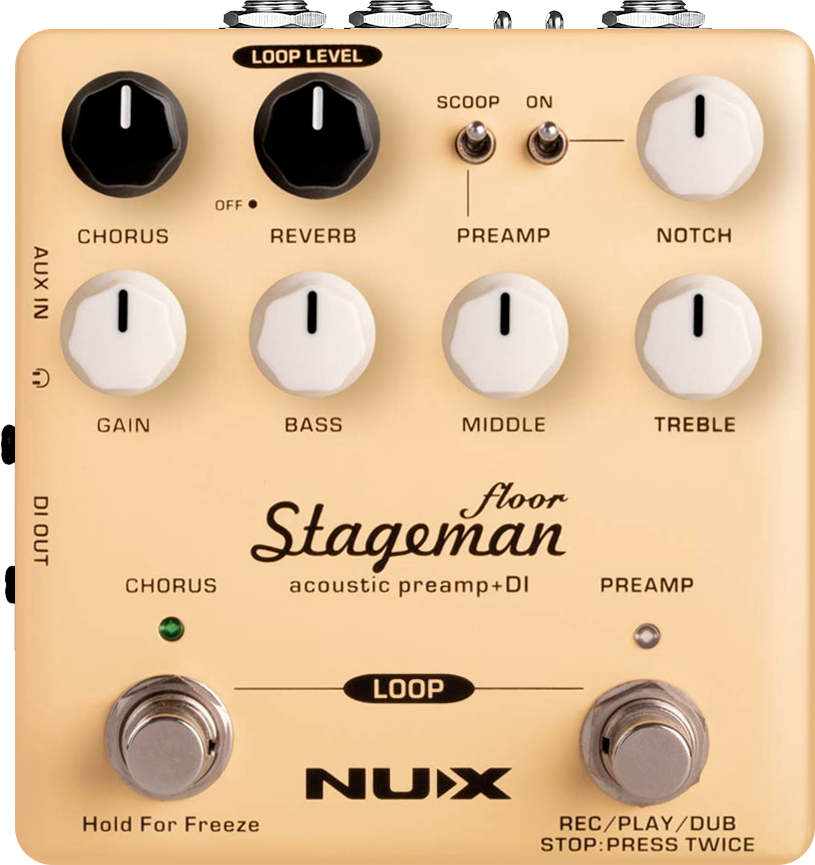 LOOP LEVEL
SCOOP ON
OFF
CHORUS REVERB PREAMP NOTCH
AUX IN
GAIN BASS MIDDLE TREBLE
DI OUT
floor
Stageman
acoustic preamp+DI
CHORUS PREAMP
LOOP
NUX
Hold For Freeze
REC/PLAY/DUB
STOP:PRESS TWICE